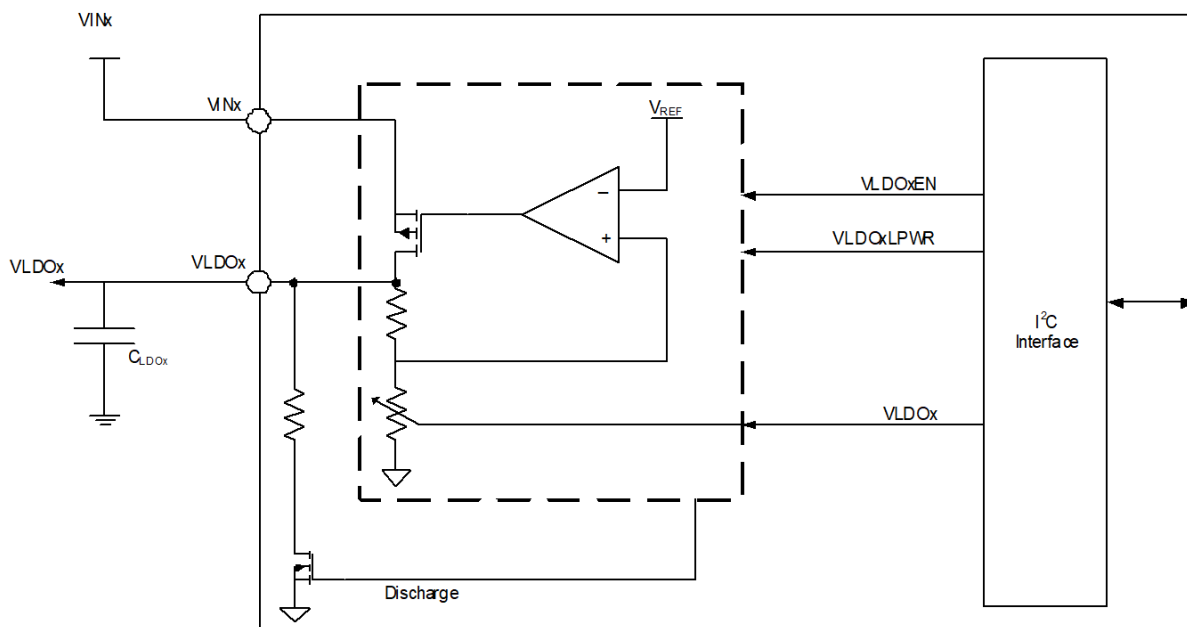 VINx
VINx
VREF
−
+
VLDOxEN
VLDOxLPWR
VLDOx
VLDOx
CLDOx
I²C
Interface
VLDOx
Discharge